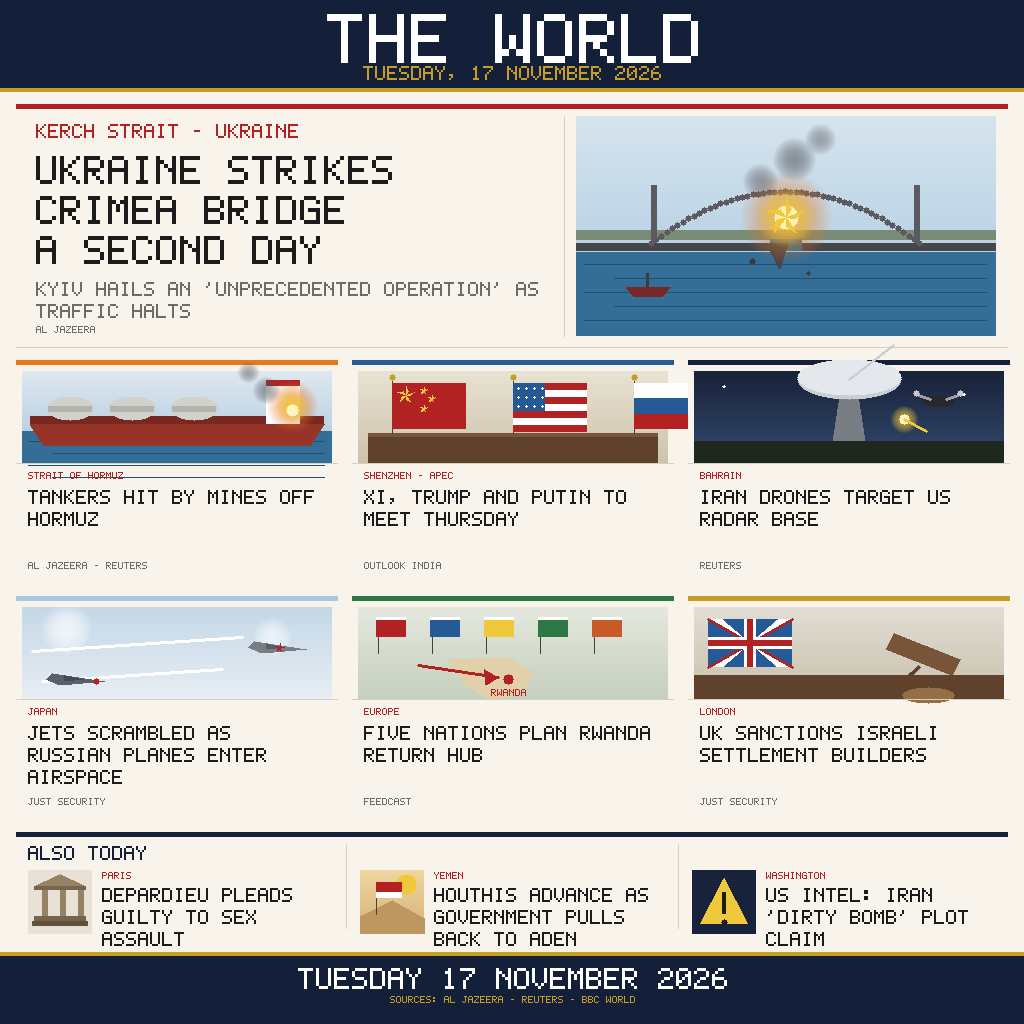 THE WORLD
TUESDAY, 17 NOVEMBER 2026
KERCH STRAIT - UKRAINE
UKRAINE STRIKES
CRIMEA BRIDGE
A SECOND DAY
KYIV HAILS AN 'UNPRECEDENTED OPERATION' AS
TRAFFIC HALTS
AL JAZEERA
STRAIT OF HORMUZ
TANKERS HIT BY MINES OFF
HORMUZ
AL JAZEERA - REUTERS
SHENZHEN - APEC
XI, TRUMP AND PUTIN TO
MEET THURSDAY
OUTLOOK INDIA
BAHRAIN
IRAN DRONES TARGET US
RADAR BASE
REUTERS
JAPAN
JETS SCRAMBLED AS
RUSSIAN PLANES ENTER
AIRSPACE
JUST SECURITY
RWANDA
EUROPE
FIVE NATIONS PLAN RWANDA
RETURN HUB
FEEDCAST
LONDON
UK SANCTIONS ISRAELI
SETTLEMENT BUILDERS
JUST SECURITY
ALSO TODAY
PARIS
DEPARDIEU PLEADS
GUILTY TO SEX
ASSAULT
YEMEN
HOUTHIS ADVANCE AS
GOVERNMENT PULLS
BACK TO ADEN
WASHINGTON
US INTEL: IRAN
'DIRTY BOMB' PLOT
CLAIM
TUESDAY 17 NOVEMBER 2026
SOURCES: AL JAZEERA - REUTERS - BBC WORLD